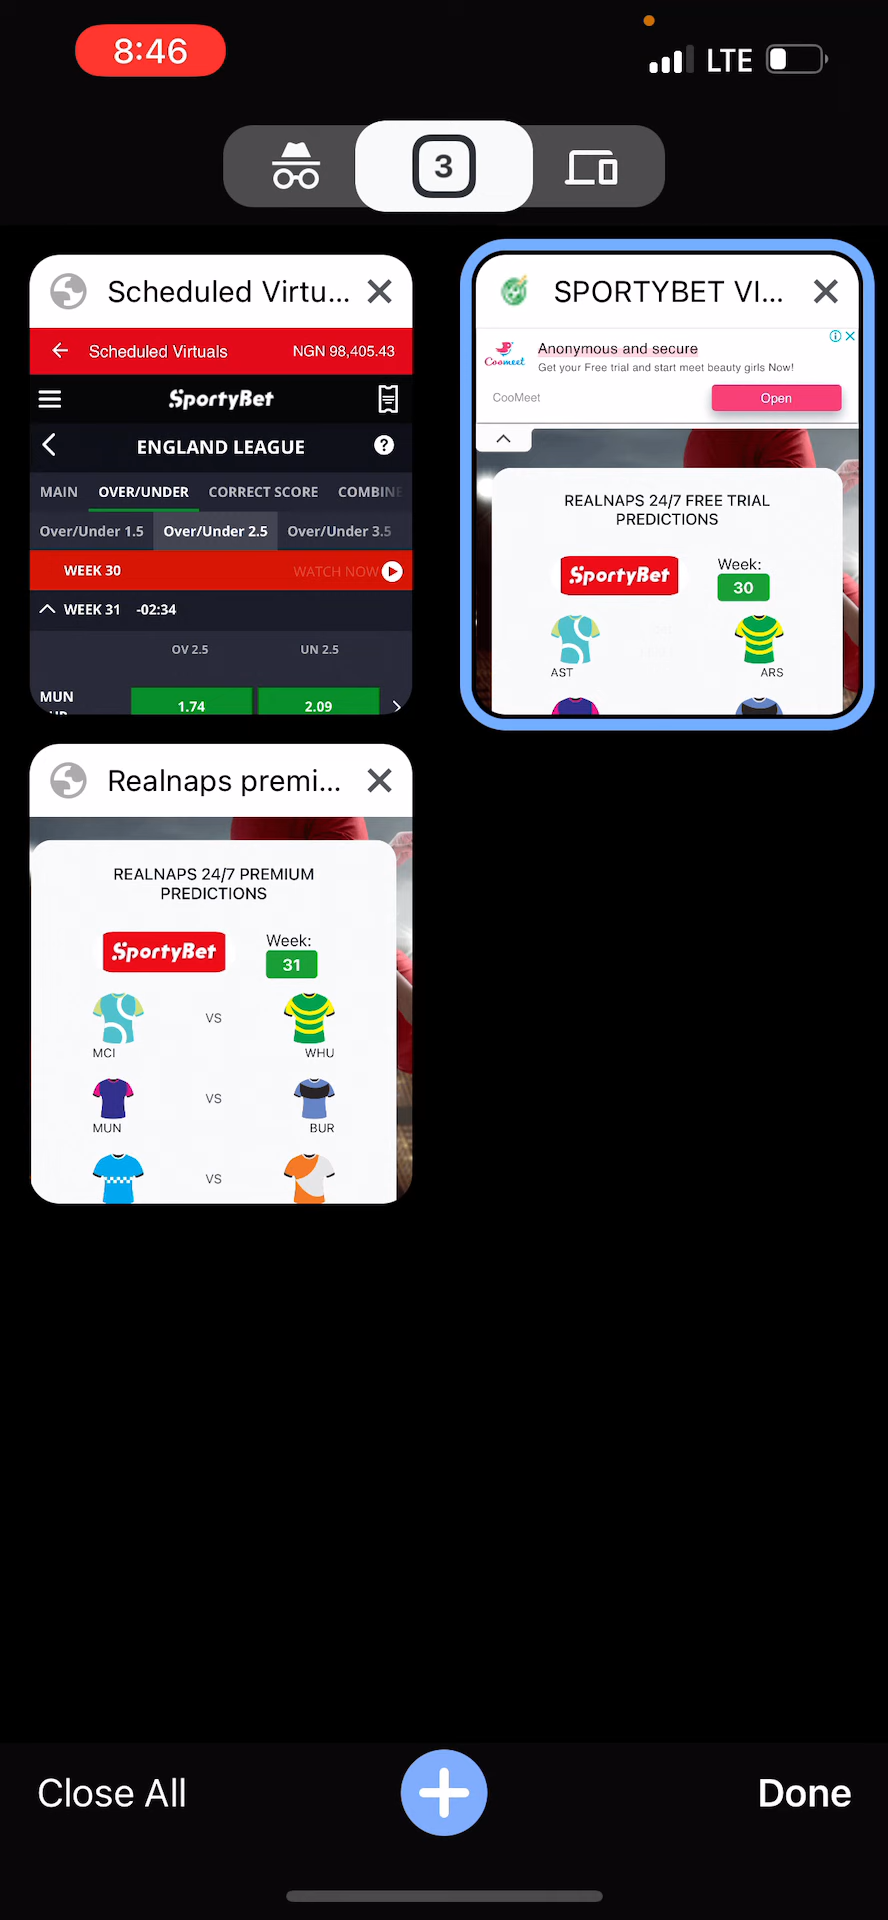 8:46
LTE
3
Scheduled Virtu...
Scheduled Virtuals NGN 98,405.43
SportyBet
ENGLAND LEAGUE ?
MAIN OVER/UNDER CORRECT SCORE COMBINE
Over/Under 1.5 Over/Under 2.5 Over/Under 3.5
WEEK 30 WATCH NOW
WEEK 31 -02:34
OV 2.5 UN 2.5
MUN
1.74 2.09
SPORTYBET VI...
Coomeet
Anonymous and secure
Get your Free trial and start meet beauty girls Now!
CooMeet Open
REALNAPS 24/7 FREE TRIAL
PREDICTIONS
SportyBet
Week:
30
AST ARS
Realnaps premi...
REALNAPS 24/7 PREMIUM
PREDICTIONS
SportyBet
Week:
31
VS
MCI WHU
VS
MUN BUR
VS
Close All
Done